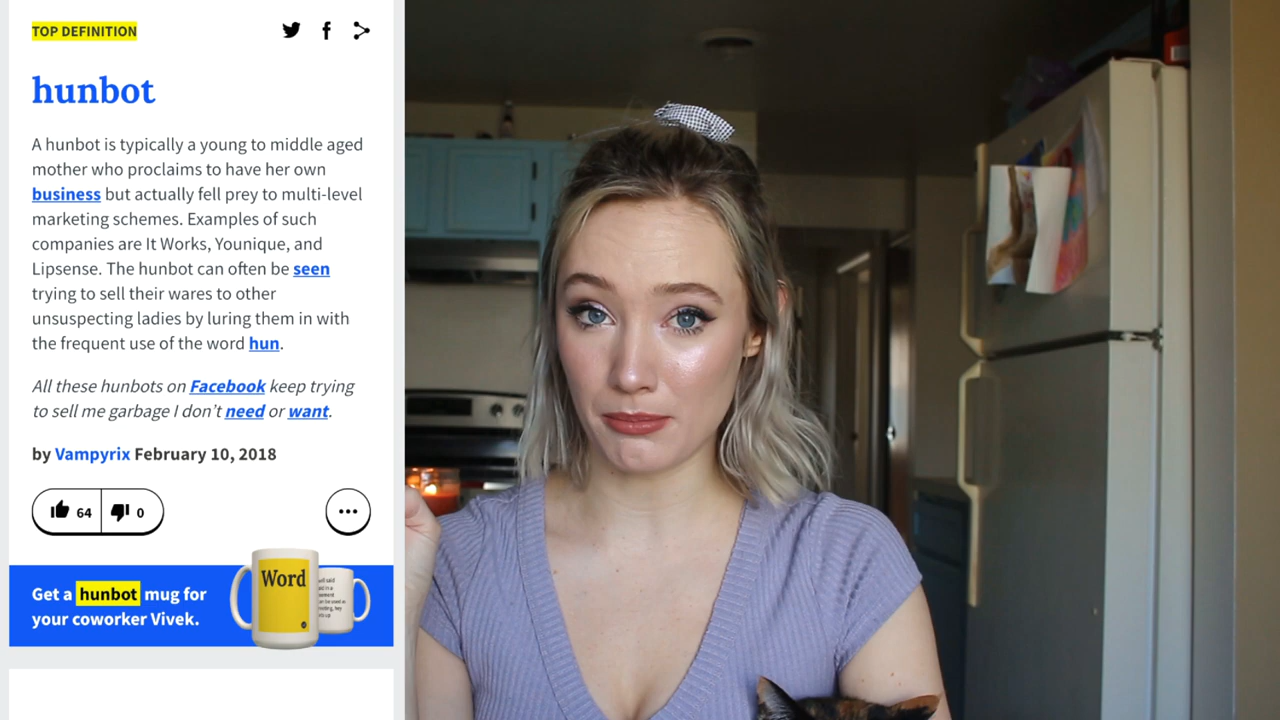 TOP DEFINITION
hunbot
A hunbot is typically a young to middle aged
mother who proclaims to have her own
business but actually fell prey to multi-level
marketing schemes. Examples of such
companies are It Works, Younique, and
Lipsense. The hunbot can often be seen
trying to sell their wares to other
unsuspecting ladies by luring them in with
the frequent use of the word hun.
All these hunbots on Facebook keep trying
to sell me garbage I don't need or want.
by Vampyrix February 10, 2018
64 0
Get a hunbot mug for
your coworker Vivek.
Word